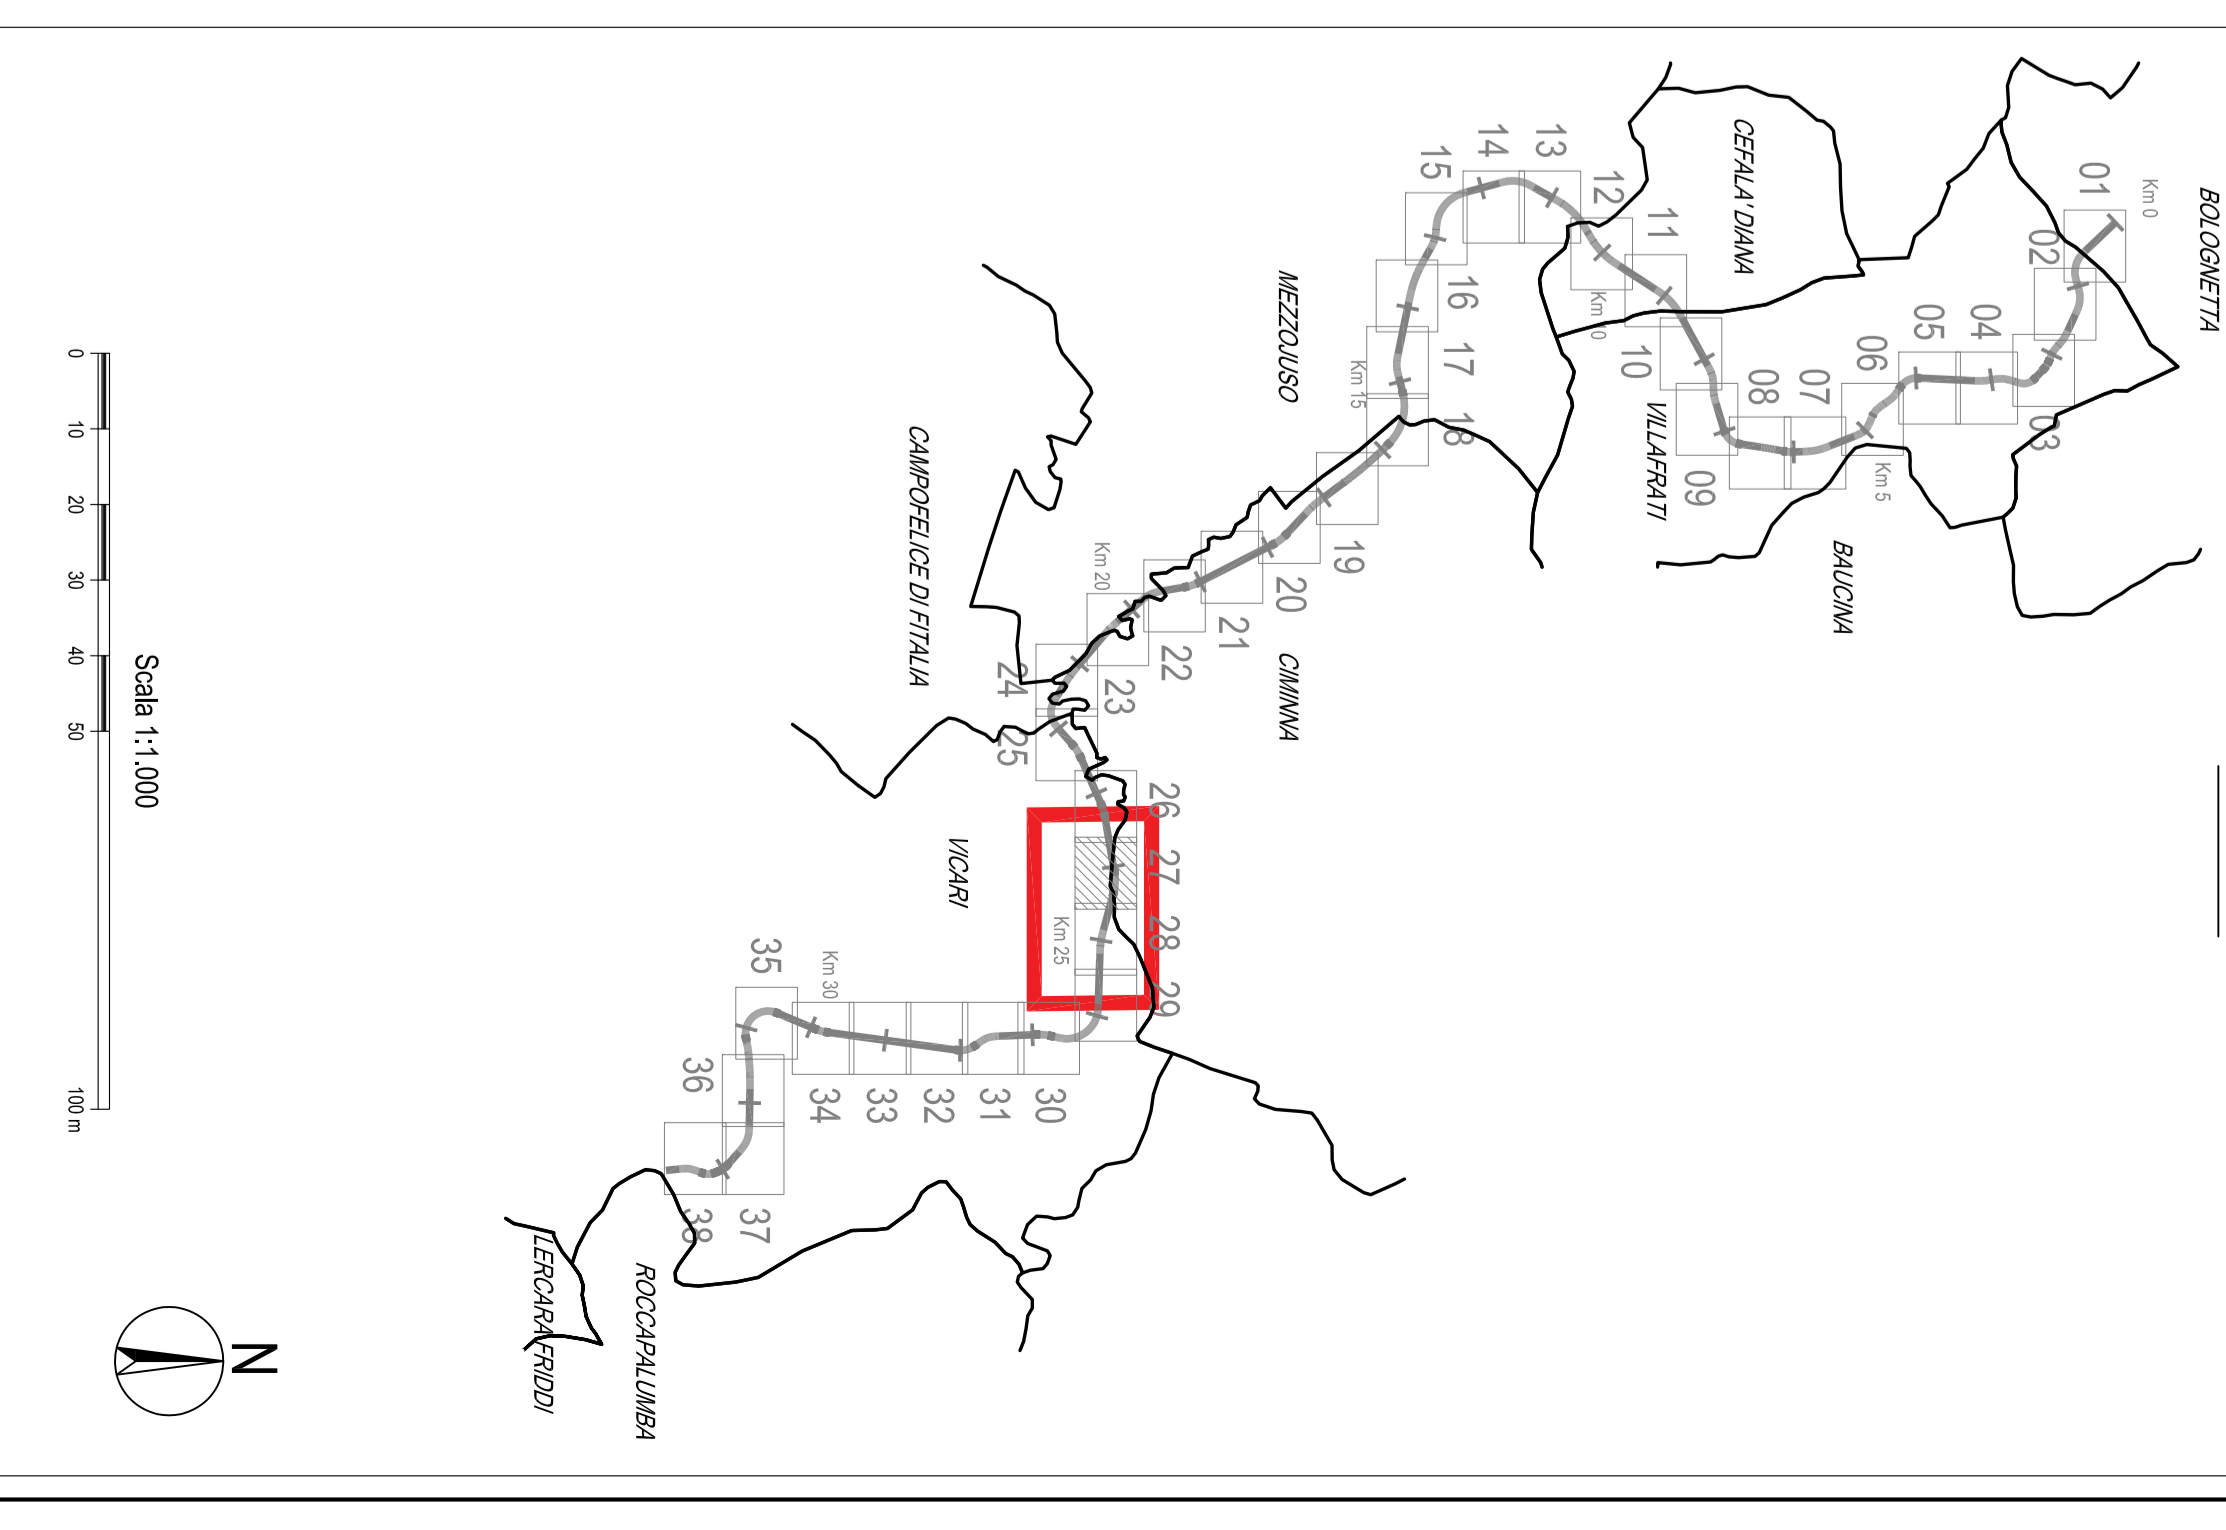 BOLOGNETTA
Km 0
01
02
03
04
05
06
Km 5
07
08
09
BAUCINA
CEFALA' DIANA
VILLAFRATI
10
Km 10
11
12
13
14
15
16
17
Km 15
18
MEZZOJUSO
19
20
21
CIMINNA
22
Km 20
23
24
25
CAMPOFELICE DI FITALIA
26
27
28
29
Km 25
VICARI
30
31
32
33
34
Km 30
35
36
37
38
ROCCAPALUMBA
LERCARA FRIDDI
Scala 1:1.000
0 10 20 30 40 50 100 m
N